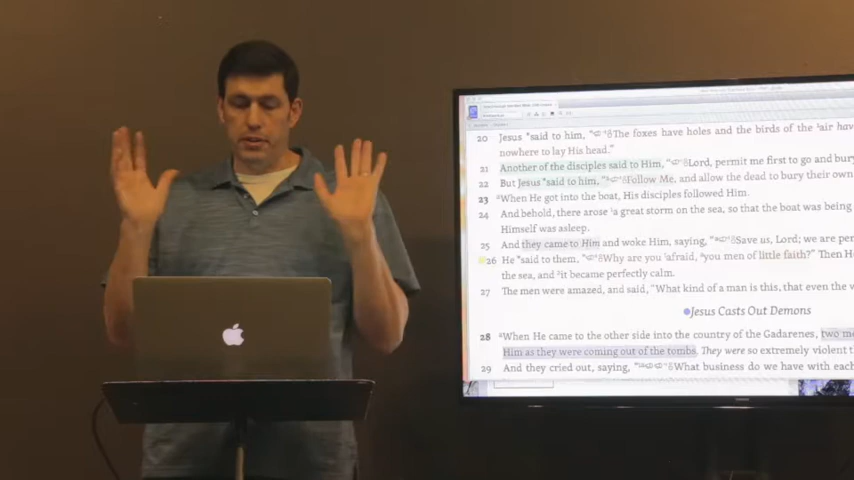 20 Jesus *said to him, "The foxes have holes and the birds of the air hav
nowhere to lay His head."
21 Another of the disciples said to Him, "Lord, permit me first to go and bury
22 But Jesus *said to him, "Follow Me, and allow the dead to bury their own
23 When He got into the boat, His disciples followed Him.
24 And behold, there arose a great storm on the sea, so that the boat was being
Himself was asleep.
25 And they came to Him and woke Him, saying, "Save us, Lord; we are per
26 He *said to them, "Why are you afraid, you men of little faith?" Then H
the sea, and it became perfectly calm.
27 The men were amazed, and said, "What kind of a man is this, that even the w
Jesus Casts Out Demons
28 When He came to the other side into the country of the Gadarenes, two me
Him as they were coming out of the tombs. They were so extremely violent t
29 And they cried out, saying, "What business do we have with each